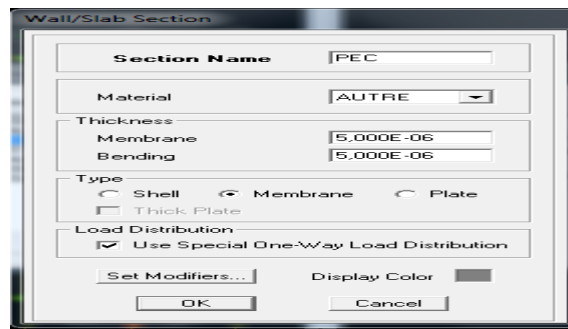 Wall/Slab Section
Section Name PEC
Material AUTRE
Thickness
Membrane 5,000E-06
Bending 5,000E-06
Type
Shell Membrane Plate
Thick Plate
Load Distribution
Use Special One-Way Load Distribution
Set Modifiers... Display Color
OK Cancel